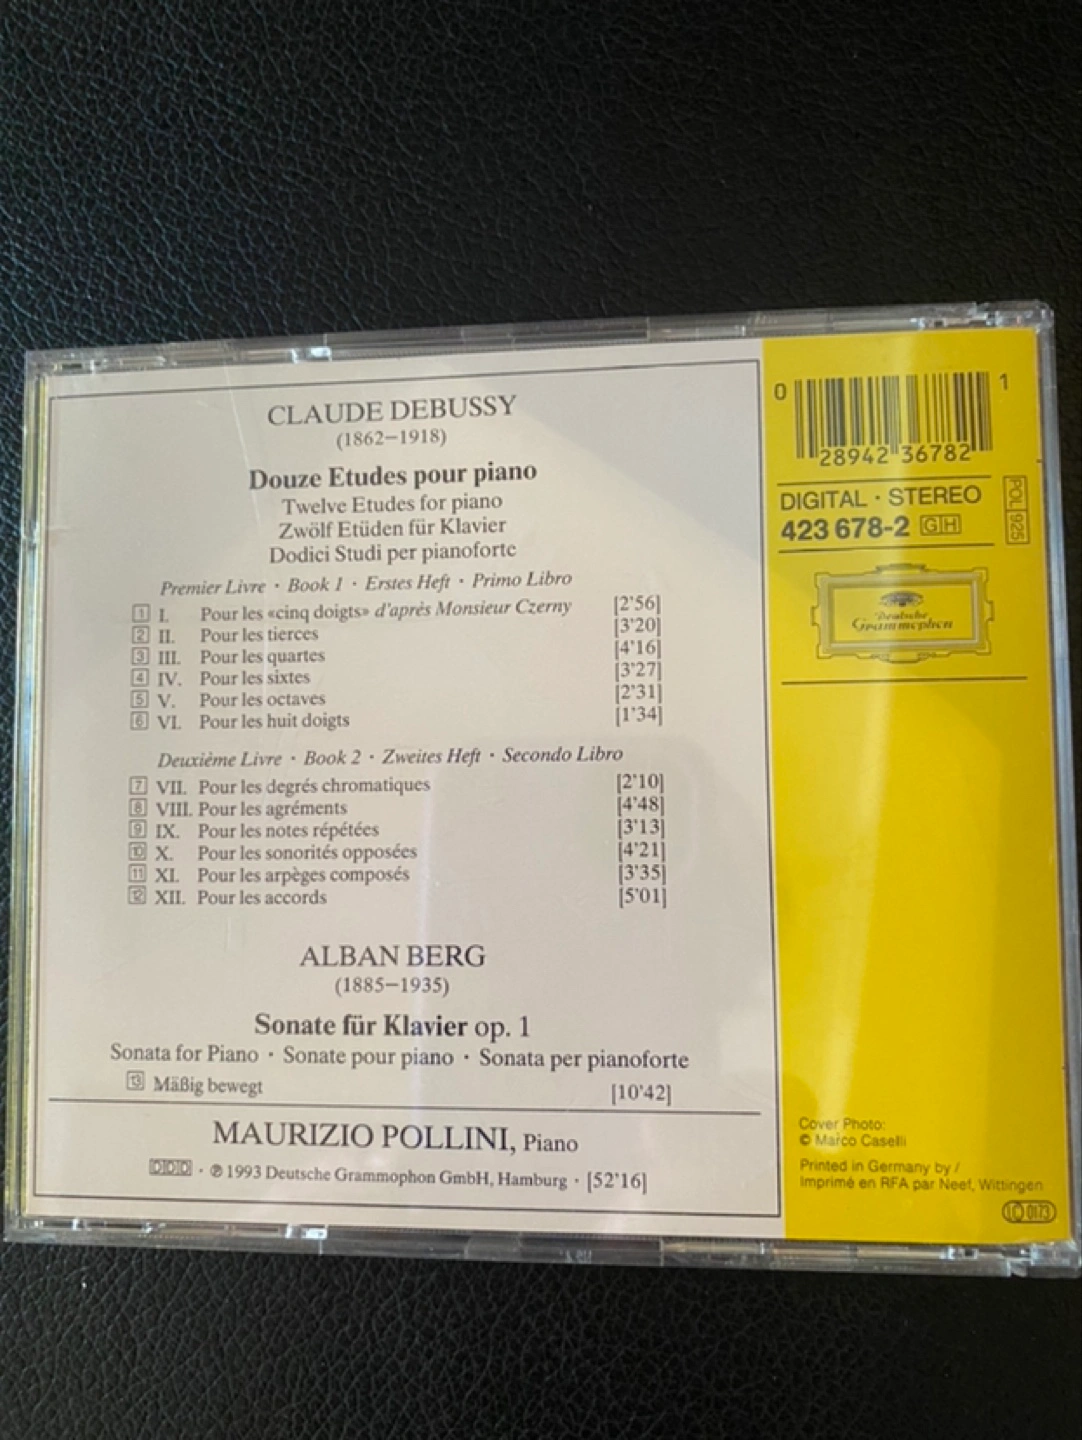 CLAUDE DEBUSSY
(1862–1918)
Douze Etudes pour piano
Twelve Etudes for piano
Zwölf Etüden für Klavier
Dodici Studi per pianoforte
Premier Livre · Book 1 · Erstes Heft · Primo Libro
1 I. Pour les «cinq doigts» d'après Monsieur Czerny [2'56]
2 II. Pour les tierces [3'20]
3 III. Pour les quartes [4'16]
4 IV. Pour les sixtes [3'27]
5 V. Pour les octaves [2'31]
6 VI. Pour les huit doigts [1'34]
Deuxième Livre · Book 2 · Zweites Heft · Secondo Libro
7 VII. Pour les degrés chromatiques [2'10]
8 VIII. Pour les agréments [4'48]
9 IX. Pour les notes répétées [3'13]
10 X. Pour les sonorités opposées [4'21]
11 XI. Pour les arpèges composés [3'35]
12 XII. Pour les accords [5'01]
ALBAN BERG
(1885–1935)
Sonate für Klavier op. 1
Sonata for Piano · Sonate pour piano · Sonata per pianoforte
13 Mäßig bewegt [10'42]
MAURIZIO POLLINI, Piano
DDD · ℗ 1993 Deutsche Grammophon GmbH, Hamburg · [52'16]
0 28942 36782 1
DIGITAL · STEREO
423 678-2 GH
POL 925
Deutsche
Grammophon
Cover Photo:
© Marco Caselli
Printed in Germany by /
Imprimé en RFA par Neef, Wittingen
LC 0173